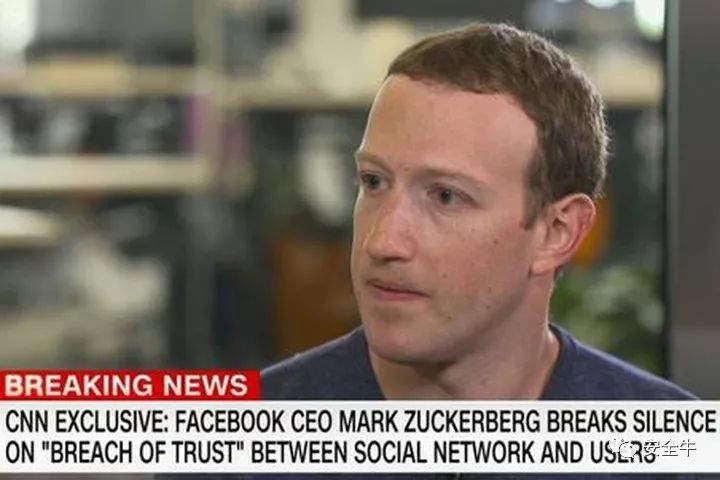 BREAKING NEWS
CNN EXCLUSIVE: FACEBOOK CEO MARK ZUCKERBERG BREAKS SILENCE
ON "BREACH OF TRUST" BETWEEN SOCIAL NETWORK AND USERS
安全牛